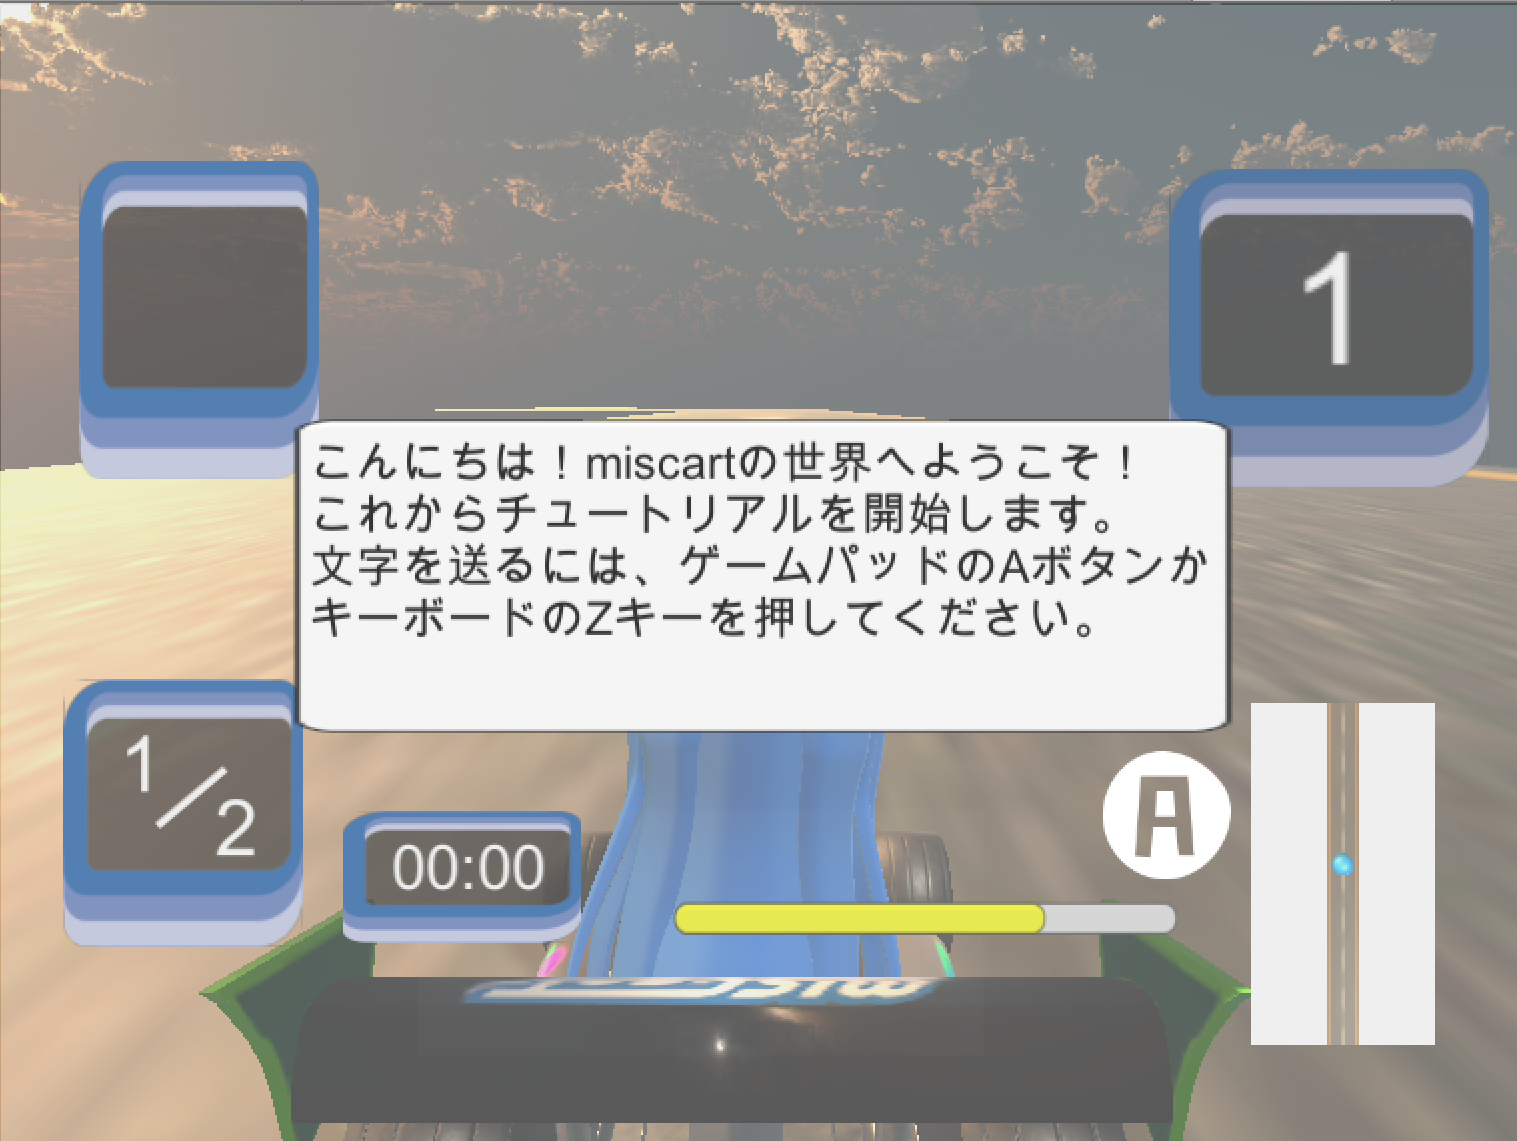 1
こんにちは！miscartの世界へようこそ！
これからチュートリアルを開始します。
文字を送るには、ゲームパッドのAボタンか
キーボードのZキーを押してください。
1/2
00:00
A